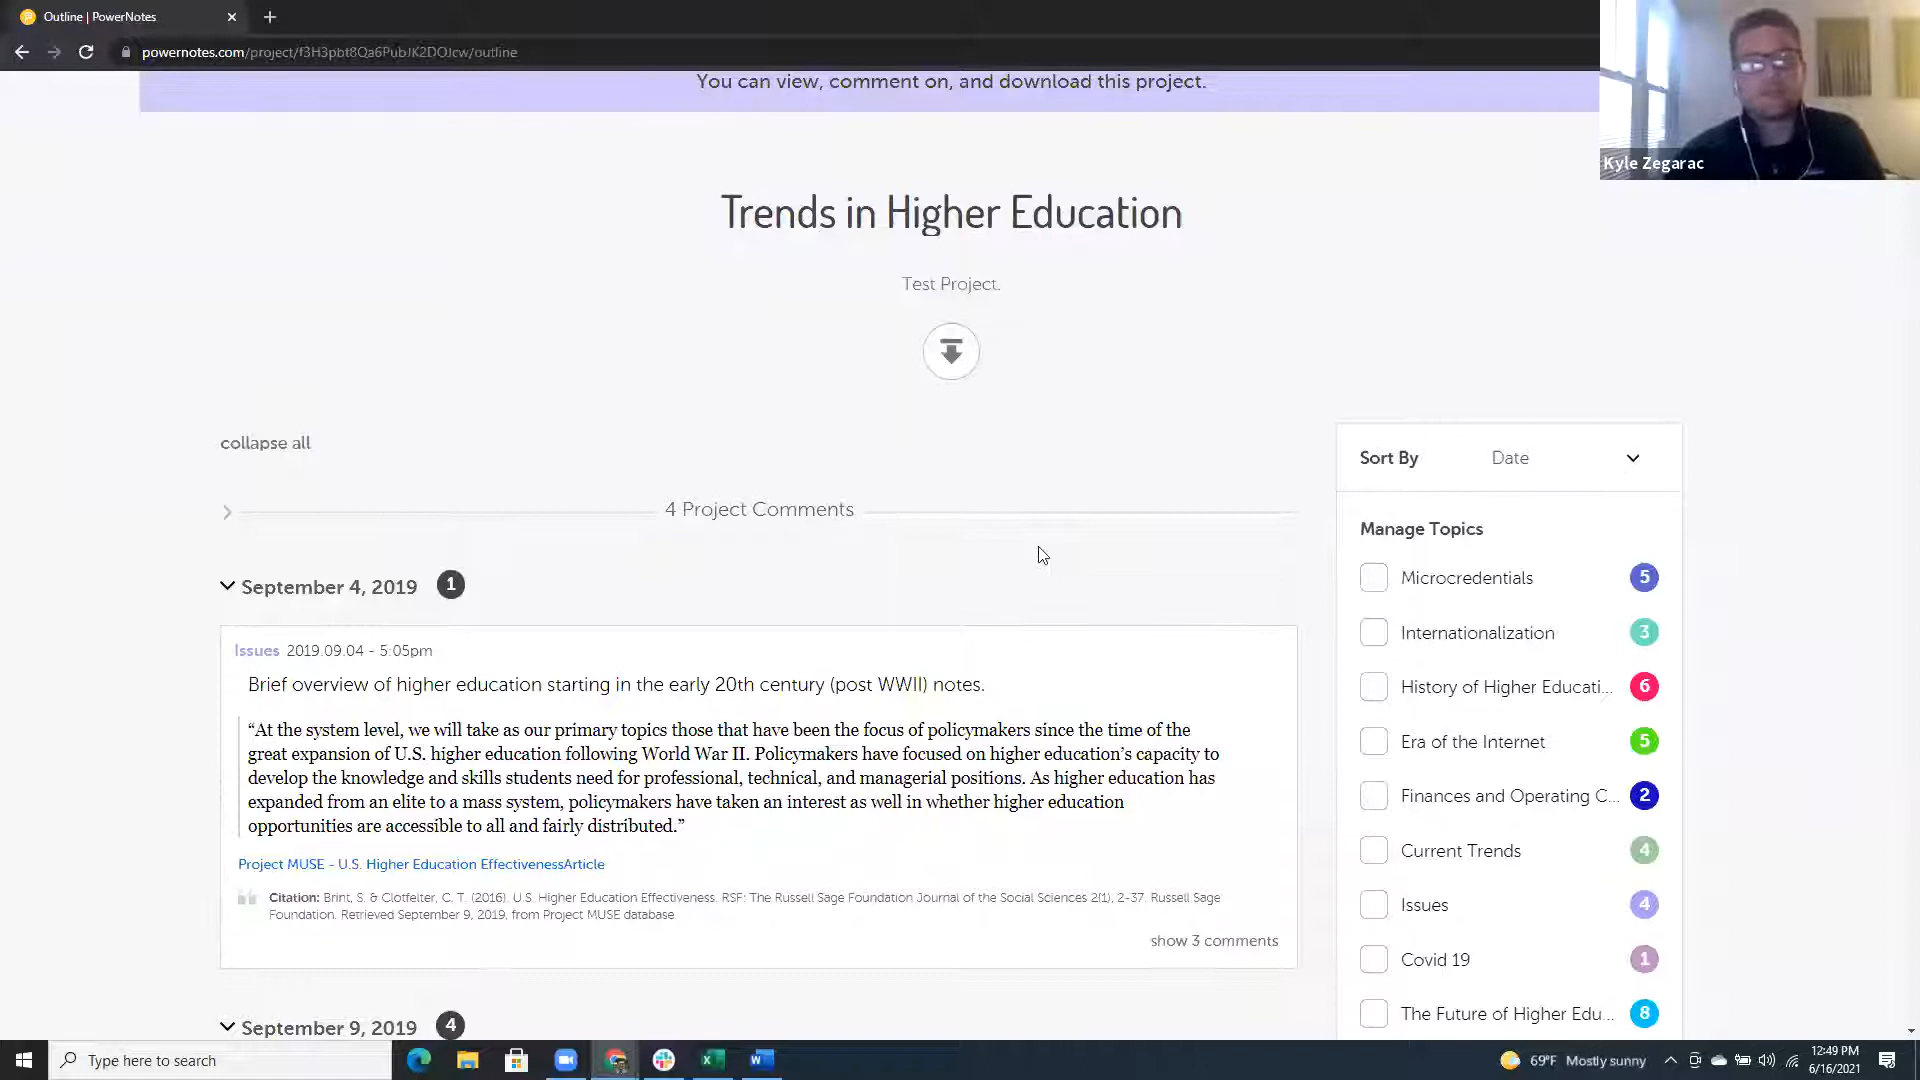 Outline | PowerNotes
powernotes.com/project/f3H3pbt8Qa6PubJK2DOJcw/outline
You can view, comment on, and download this project.
Kyle Zegarac
Trends in Higher Education
Test Project.
collapse all
4 Project Comments
September 4, 2019 1
Issues 2019.09.04 - 5:05pm
Brief overview of higher education starting in the early 20th century (post WWII) notes.
“At the system level, we will take as our primary topics those that have been the focus of policymakers since the time of the
great expansion of U.S. higher education following World War II. Policymakers have focused on higher education’s capacity to
develop the knowledge and skills students need for professional, technical, and managerial positions. As higher education has
expanded from an elite to a mass system, policymakers have taken an interest as well in whether higher education
opportunities are accessible to all and fairly distributed.”
Project MUSE - U.S. Higher Education EffectivenessArticle
Citation: Brint, S. & Clotfelter, C. T. (2016). U.S. Higher Education Effectiveness. RSF: The Russell Sage Foundation Journal of the Social Sciences 2(1), 2-37. Russell Sage
Foundation. Retrieved September 9, 2019, from Project MUSE database.
show 3 comments
September 9, 2019 4
Sort By Date
Manage Topics
Microcredentials 5
Internationalization 3
History of Higher Educati... 6
Era of the Internet 5
Finances and Operating C... 2
Current Trends 4
Issues 4
Covid 19 1
The Future of Higher Edu... 8
Type here to search
69°F Mostly sunny
12:49 PM
6/16/2021